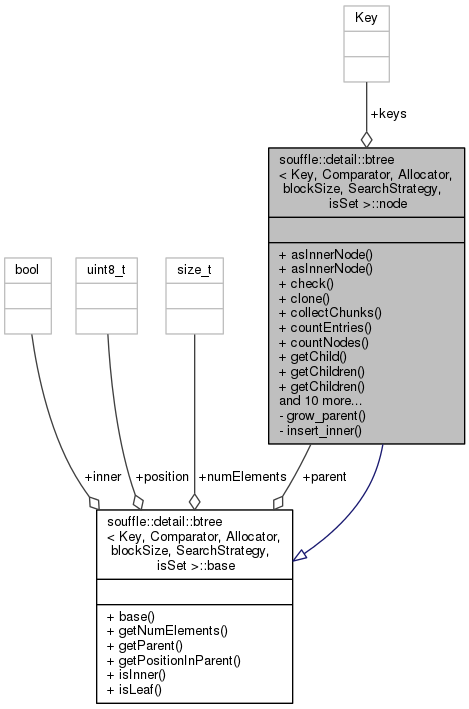 Key
+keys
souffle::detail::btree
< Key, Comparator, Allocator,
blockSize, SearchStrategy,
isSet >::node
+ asInnerNode()
+ asInnerNode()
+ check()
+ clone()
+ collectChunks()
+ countEntries()
+ countNodes()
+ getChild()
+ getChildren()
+ getChildren()
and 10 more...
- grow_parent()
- insert_inner()
bool
uint8_t
size_t
+inner
+position
+numElements
+parent
souffle::detail::btree
< Key, Comparator, Allocator,
blockSize, SearchStrategy,
isSet >::base
+ base()
+ getNumElements()
+ getParent()
+ getPositionInParent()
+ isInner()
+ isLeaf()